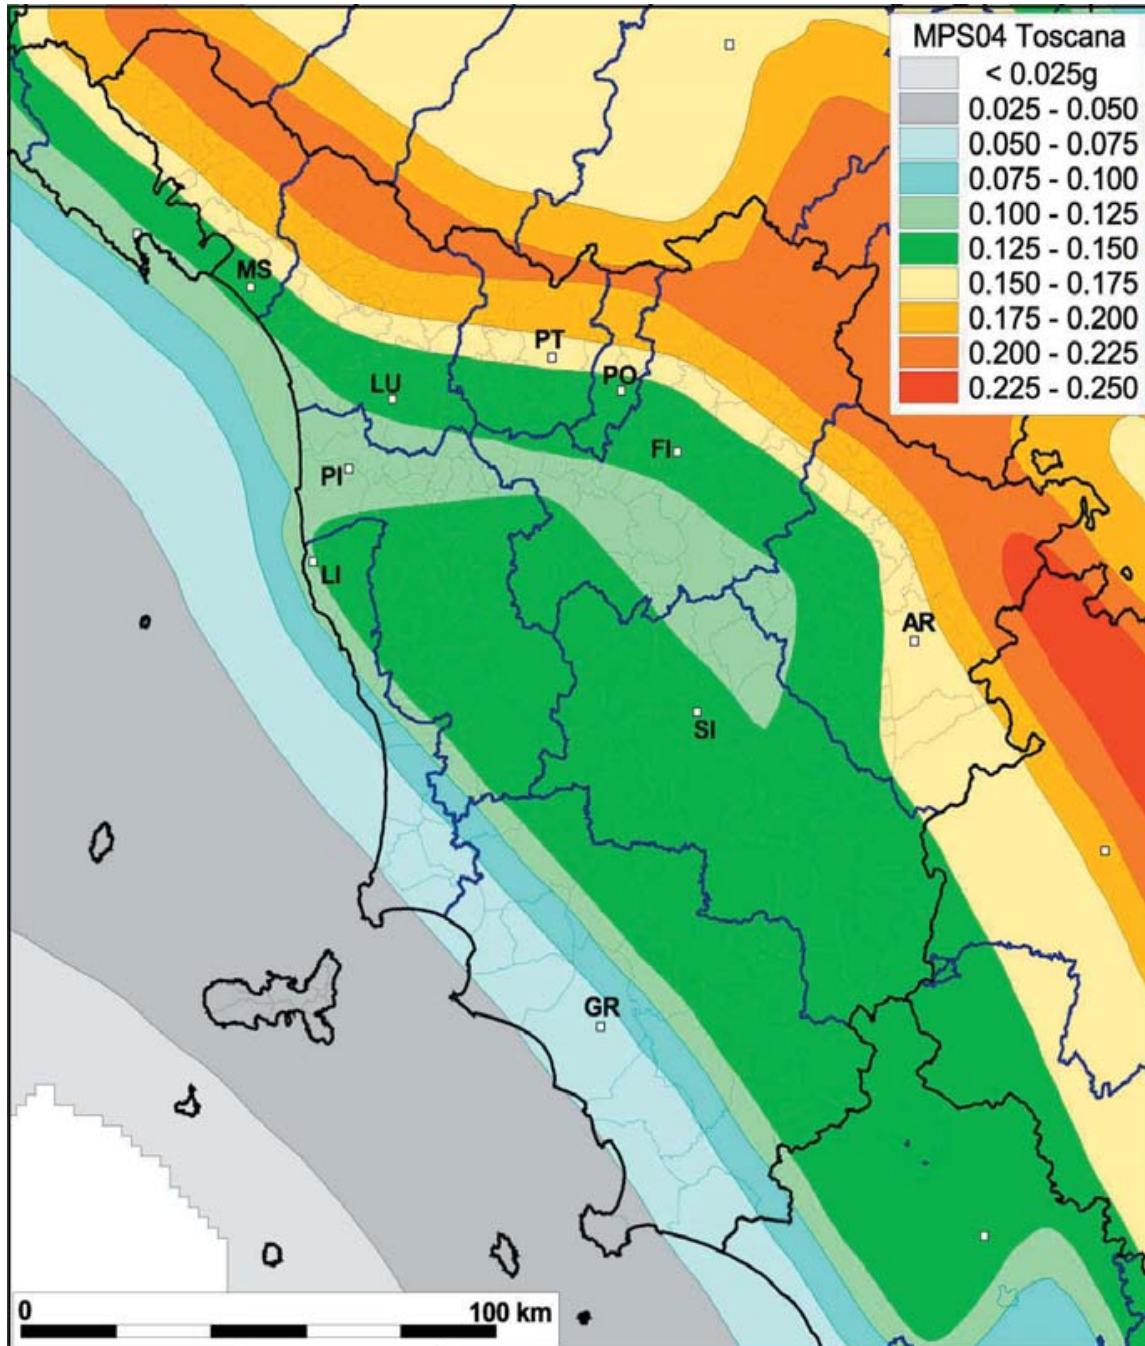 MPS04 Toscana
< 0.025g
0.025 - 0.050
0.050 - 0.075
0.075 - 0.100
0.100 - 0.125
0.125 - 0.150
0.150 - 0.175
0.175 - 0.200
0.200 - 0.225
0.225 - 0.250
MS
PT
PO
LU
FI
PI
LI
AR
SI
GR
0 100 km